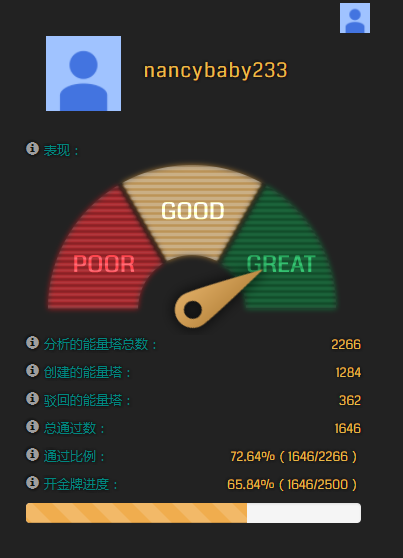 nancybaby233
表现：
POOR
GOOD
GREAT
分析的能量塔总数： 2266
创建的能量塔： 1284
驳回的能量塔： 362
总通过数： 1646
通过比例： 72.64% ( 1646/2266 )
开金牌进度： 65.84% ( 1646/2500 )